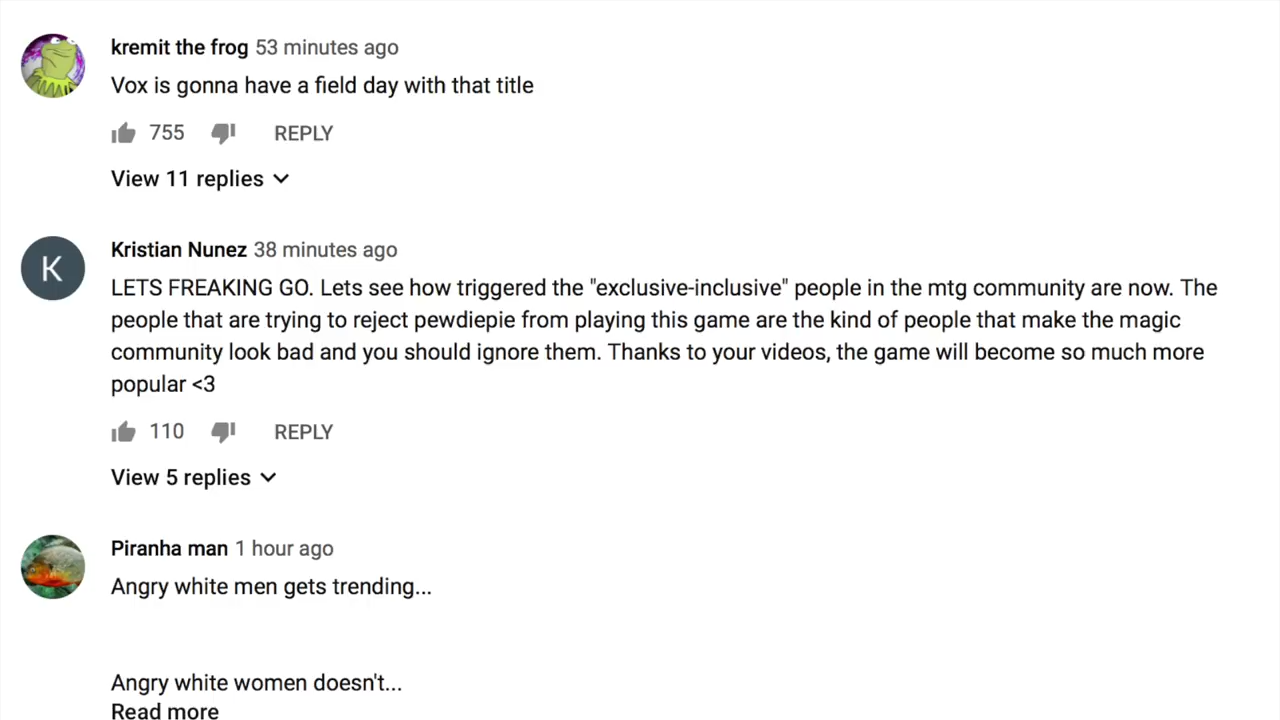 kremit the frog 53 minutes ago
Vox is gonna have a field day with that title
755 REPLY
View 11 replies
K
Kristian Nunez 38 minutes ago
LETS FREAKING GO. Lets see how triggered the "exclusive-inclusive" people in the mtg community are now. The
people that are trying to reject pewdiepie from playing this game are the kind of people that make the magic
community look bad and you should ignore them. Thanks to your videos, the game will become so much more
popular <3
110 REPLY
View 5 replies
Piranha man 1 hour ago
Angry white men gets trending...
Angry white women doesn't...
Read more